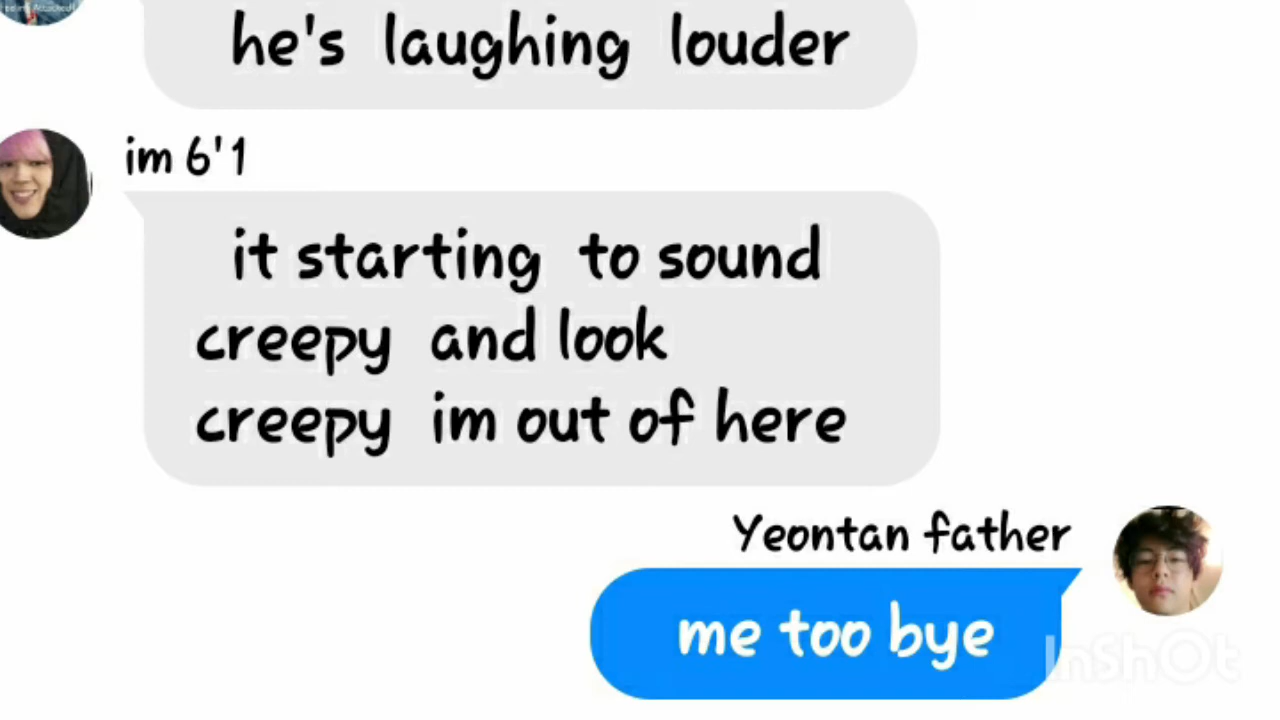 he's laughing louder
im 6'1
it starting to sound
creepy and look
creepy im out of here
Yeontan father
me too bye
InShOt